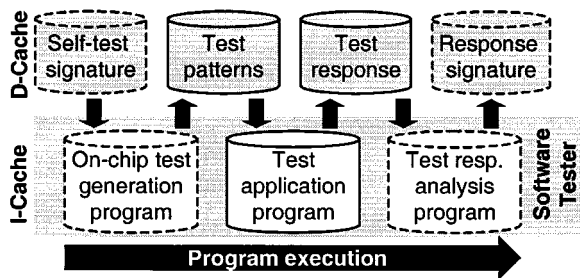 D-Cache
Self-test
signature
Test
patterns
Test
response
Response
signature
I-Cache
On-chip test
generation
program
Test
application
program
Test resp.
analysis
program
Software
Tester
Program execution